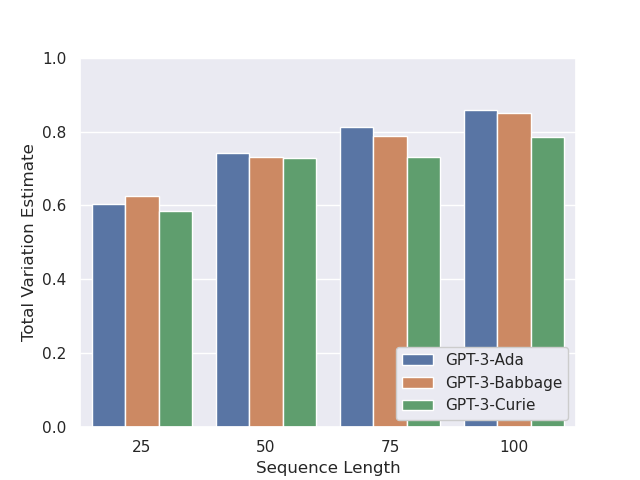 1.0
0.8
0.6
0.4
0.2
0.0
Total Variation Estimate
25 50 75 100
Sequence Length
GPT-3-Ada
GPT-3-Babbage
GPT-3-Curie